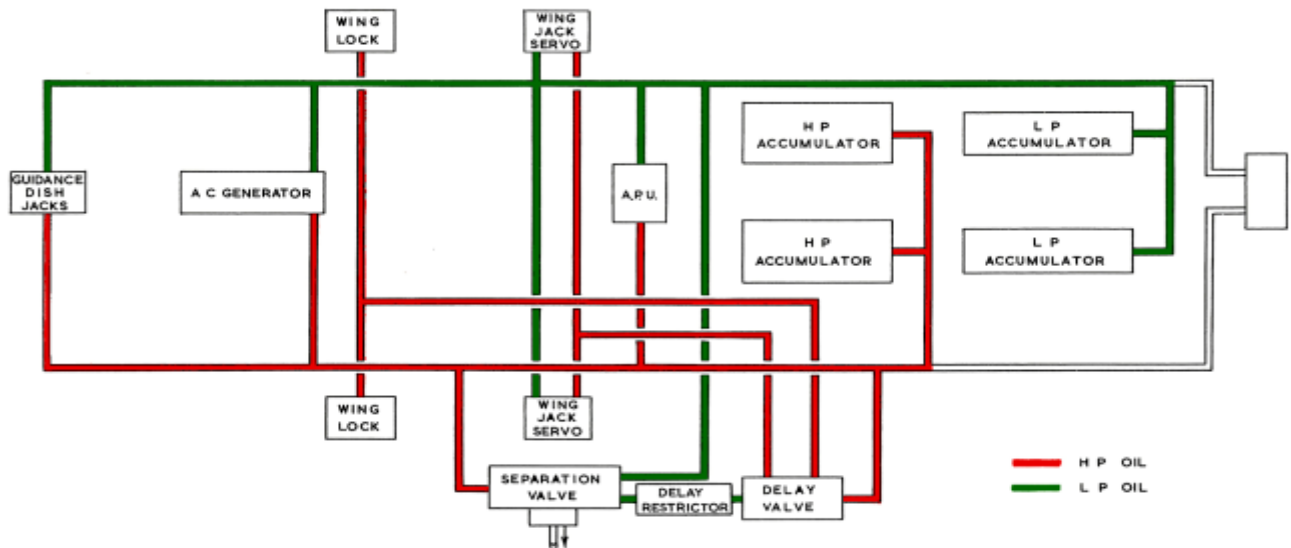 WING
LOCK
WING
JACK
SERVO
H P
ACCUMULATOR
L P
ACCUMULATOR
GUIDANCE
DISH
JACKS
A C GENERATOR
A.P.U.
H P
ACCUMULATOR
L P
ACCUMULATOR
WING
LOCK
WING
JACK
SERVO
SEPARATION
VALVE
DELAY
RESTRICTOR
DELAY
VALVE
H P OIL
L P OIL